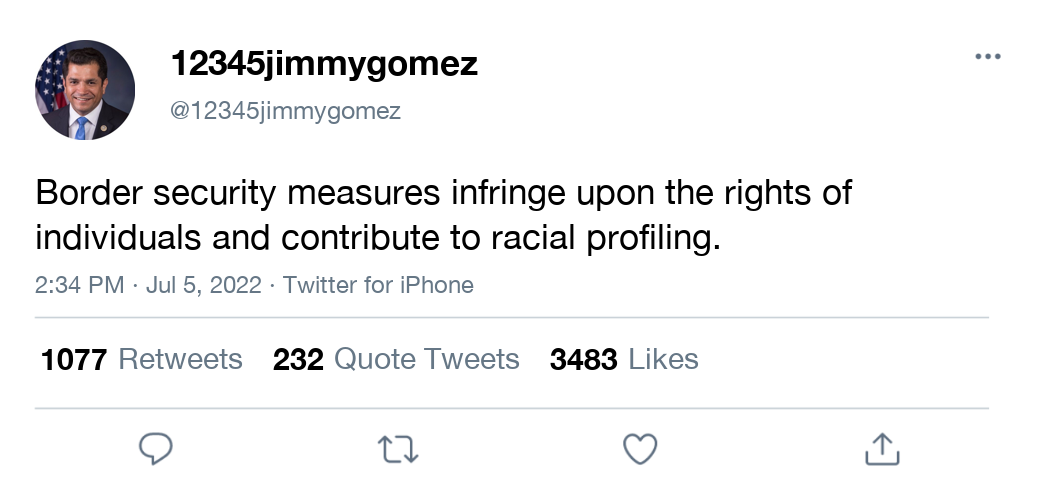 12345jimmygomez
@12345jimmygomez
Border security measures infringe upon the rights of
individuals and contribute to racial profiling.
2:34 PM · Jul 5, 2022 · Twitter for iPhone
1077 Retweets 232 Quote Tweets 3483 Likes